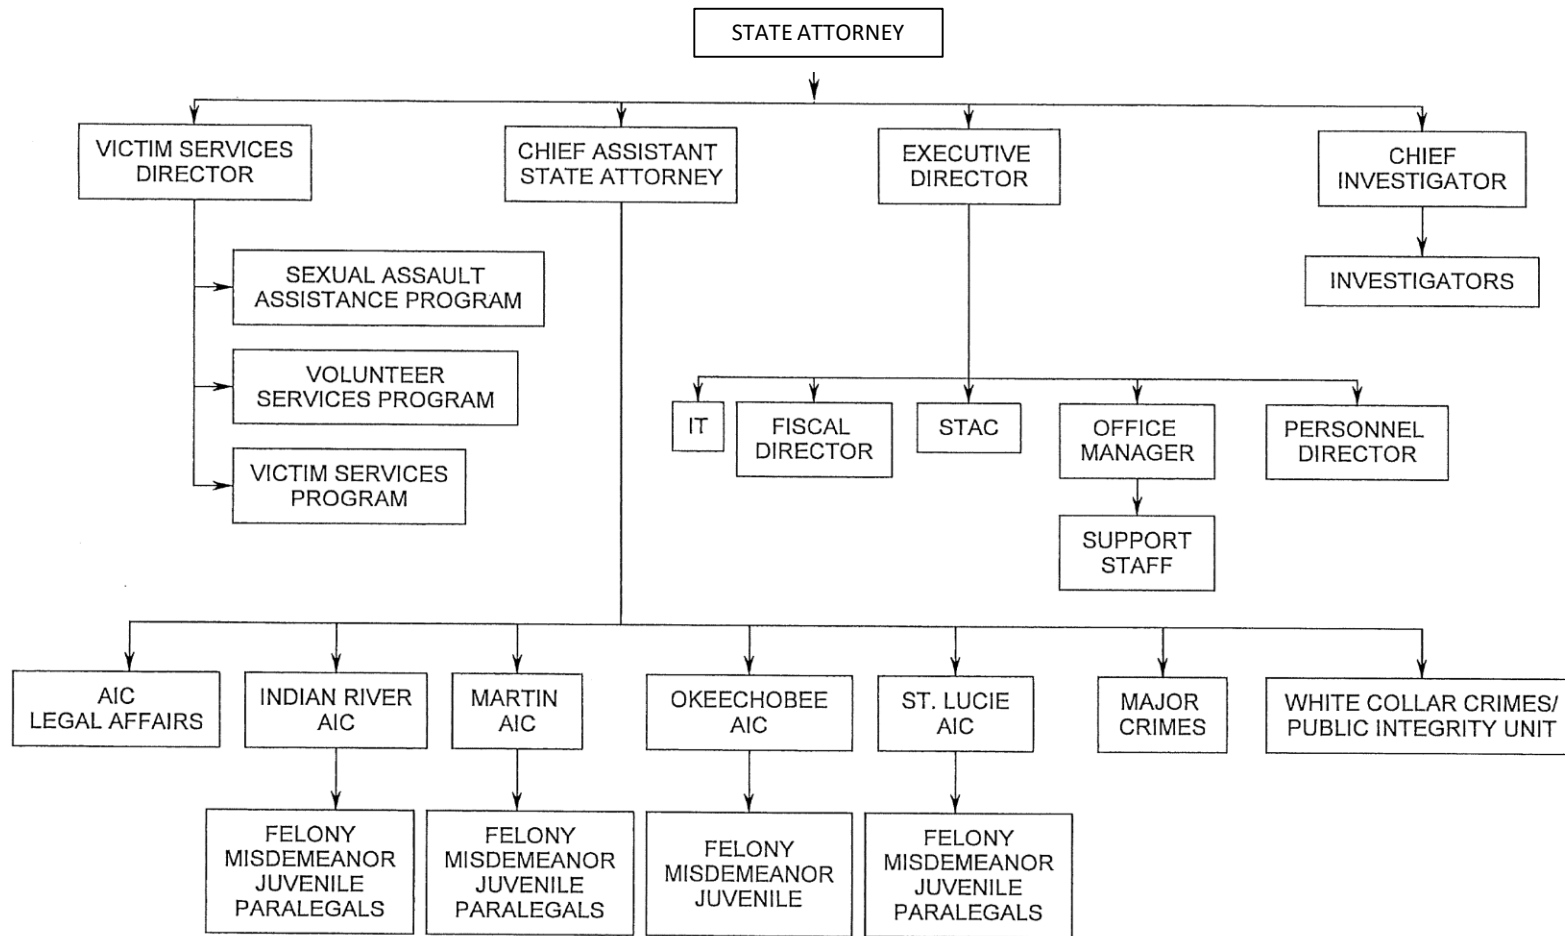 STATE ATTORNEY
VICTIM SERVICES
DIRECTOR
CHIEF ASSISTANT
STATE ATTORNEY
EXECUTIVE
DIRECTOR
CHIEF
INVESTIGATOR
SEXUAL ASSAULT
ASSISTANCE PROGRAM
INVESTIGATORS
VOLUNTEER
SERVICES PROGRAM
IT
FISCAL
DIRECTOR
STAC
OFFICE
MANAGER
PERSONNEL
DIRECTOR
VICTIM SERVICES
PROGRAM
SUPPORT
STAFF
AIC
LEGAL AFFAIRS
INDIAN RIVER
AIC
MARTIN
AIC
OKEECHOBEE
AIC
ST. LUCIE
AIC
MAJOR
CRIMES
WHITE COLLAR CRIMES/
PUBLIC INTEGRITY UNIT
FELONY
MISDEMEANOR
JUVENILE
PARALEGALS
FELONY
MISDEMEANOR
JUVENILE
PARALEGALS
FELONY
MISDEMEANOR
JUVENILE
FELONY
MISDEMEANOR
JUVENILE
PARALEGALS